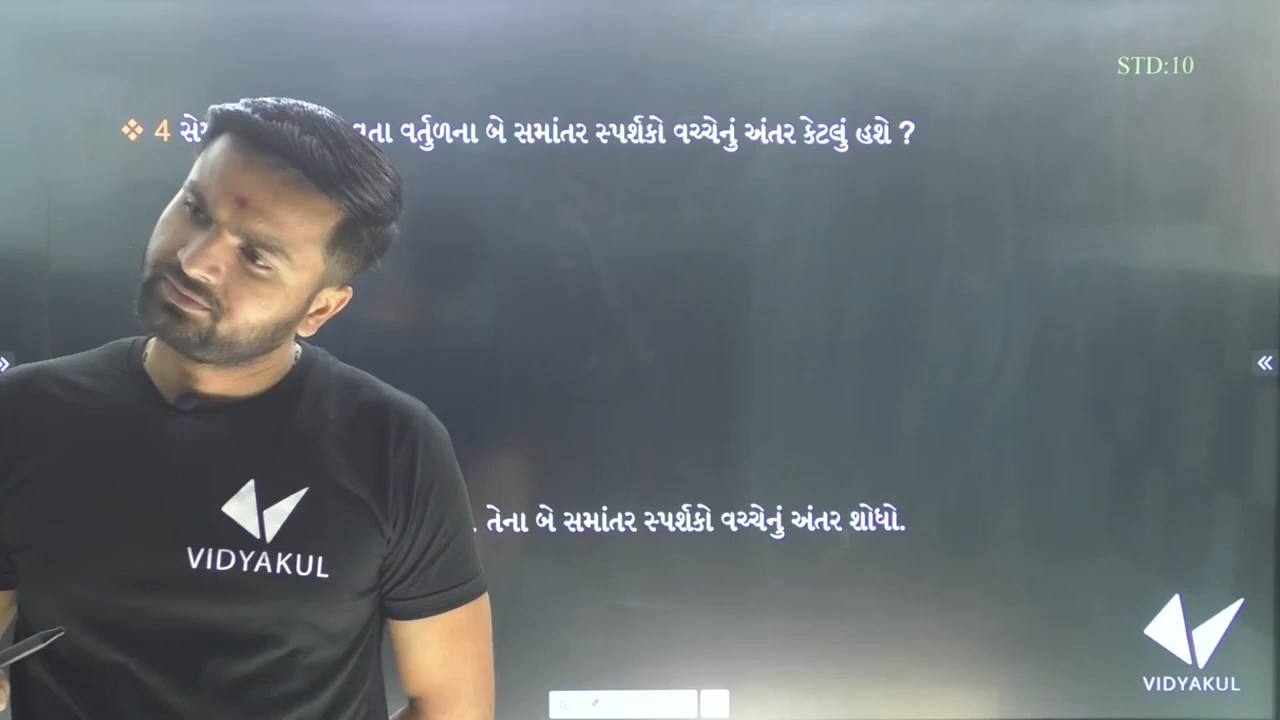 STD:10
❖ 4 વર્તુળના બે સમાંતર સ્પર્શકો વચ્ચેનું અંતર કેટલું હશે ?
તેના બે સમાંતર સ્પર્શકો વચ્ચેનું અંતર શોધો.
VIDYAKUL
VIDYAKUL